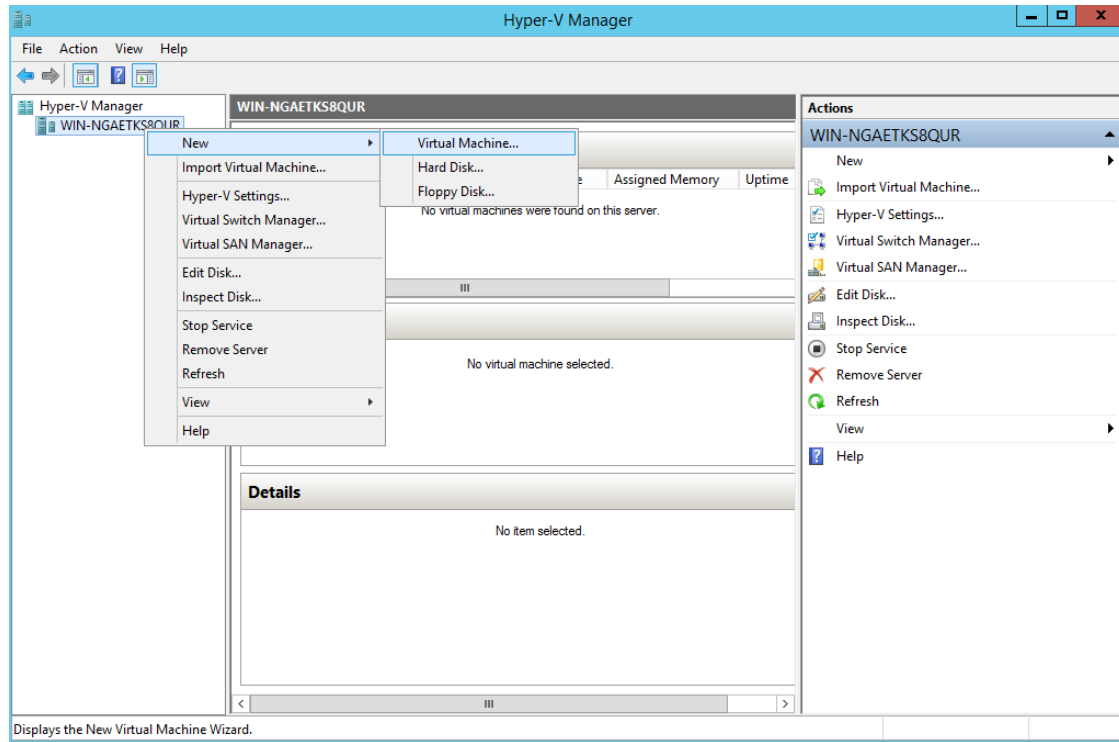 Hyper-V Manager
File Action View Help
Hyper-V Manager
WIN-NGAETKS8QUR
New
Import Virtual Machine...
Hyper-V Settings...
Virtual Switch Manager...
Virtual SAN Manager...
Edit Disk...
Inspect Disk...
Stop Service
Remove Server
Refresh
View
Help
Virtual Machine...
Hard Disk...
Floppy Disk...
WIN-NGAETKS8QUR
Assigned Memory Uptime
No virtual machines were found on this server.
No virtual machine selected.
Details
No item selected.
Actions
WIN-NGAETKS8QUR
New
Import Virtual Machine...
Hyper-V Settings...
Virtual Switch Manager...
Virtual SAN Manager...
Edit Disk...
Inspect Disk...
Stop Service
Remove Server
Refresh
View
Help
Displays the New Virtual Machine Wizard.